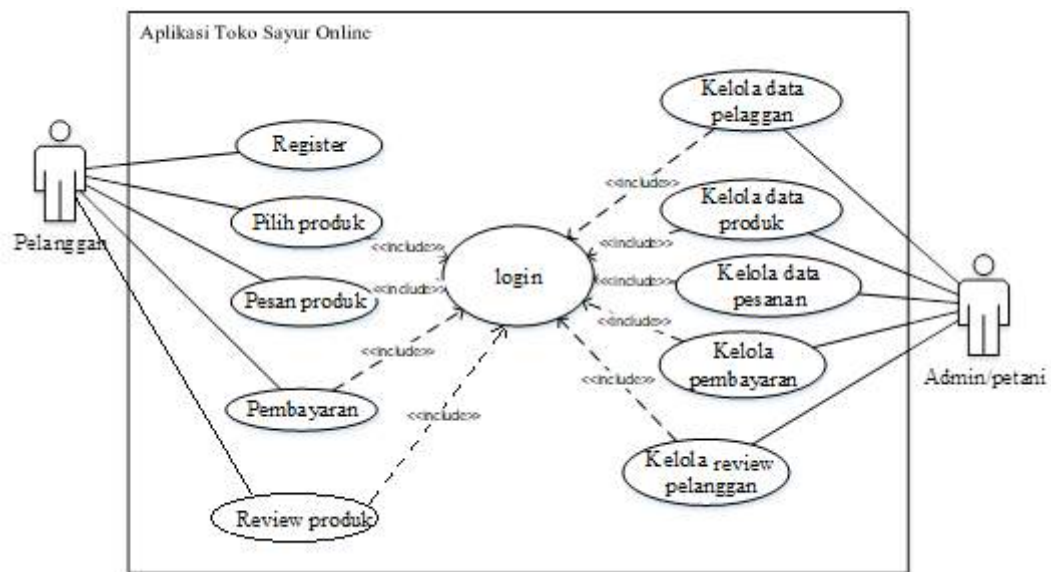 Aplikasi Toko Sayur Online
Pelanggah
Register
Pilih produk
Pesan produk
Pembayaran
Review produk
<<include>>
<<include>>
<<include>>
<<include>>
login
<<include>>
<<include>>
<<include>>
<<include>>
<<include>>
Kelola data
pelaggan
Kelola data
produk
Kelola data
pesanan
Kelola
pembayaran
Kelola review
pelanggan
Admin/petani